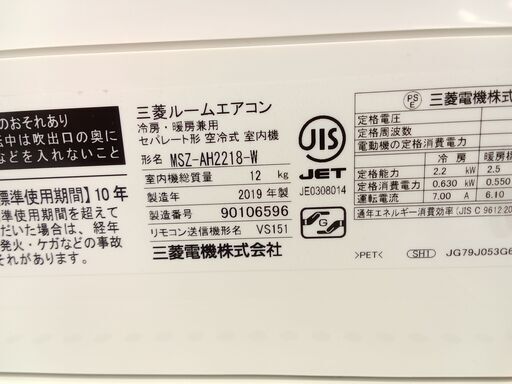 のおそれあり
転中は吹出口の奥に
などを入れないこと
標準使用期間】10年
標準使用期間を超えて
だいた場合は、経年
発火・ケガなどの事故
それがあります。
三菱ルームエアコン
冷房・暖房兼用
セパレート形 空冷式 室内機
形名 MSZ-AH2218-W
室内機総質量 12 kg
製造年 2019 年製
製造番号 90106596
リモコン送信機形名 VS151
三菱電機株式会社
JIS
JET
JE0308014
G
PS
E
三菱電機株式
定格電圧
定格周波数
電動機の定格消費電力
冷 房 暖房標
定格能力 2.2 kW 2.5
定格消費電力 0.630 kW 0.550
運転電流 7.00 A 6.10
通年エネルギー消費効率(JIS C 9612:20
>PET< SH1 JG79J053G6